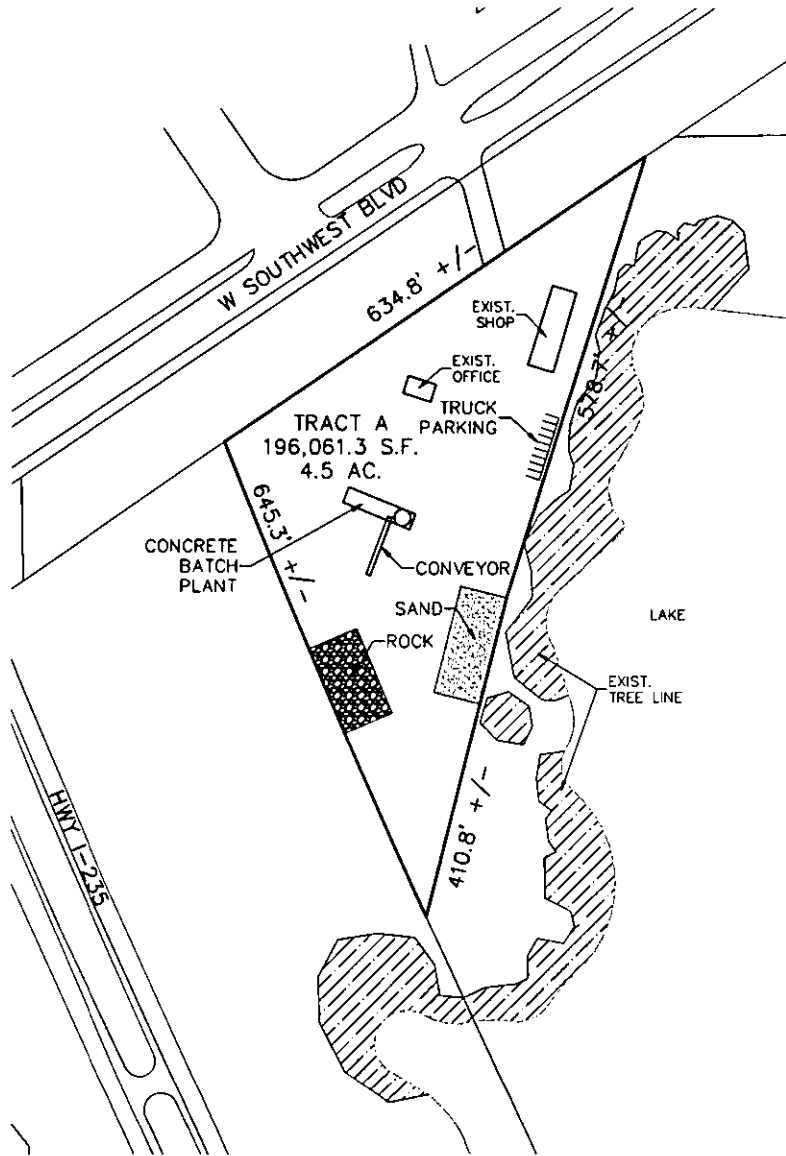 W SOUTHWEST BLVD
634.8' +/-
EXIST.
SHOP
EXIST.
OFFICE
TRUCK
PARKING
TRACT A
196,061.3 S.F.
4.5 AC.
645.3' +/-
CONCRETE
BATCH
PLANT
CONVEYOR
SAND
ROCK
LAKE
EXIST.
TREE LINE
410.8' +/-
HWY I-235